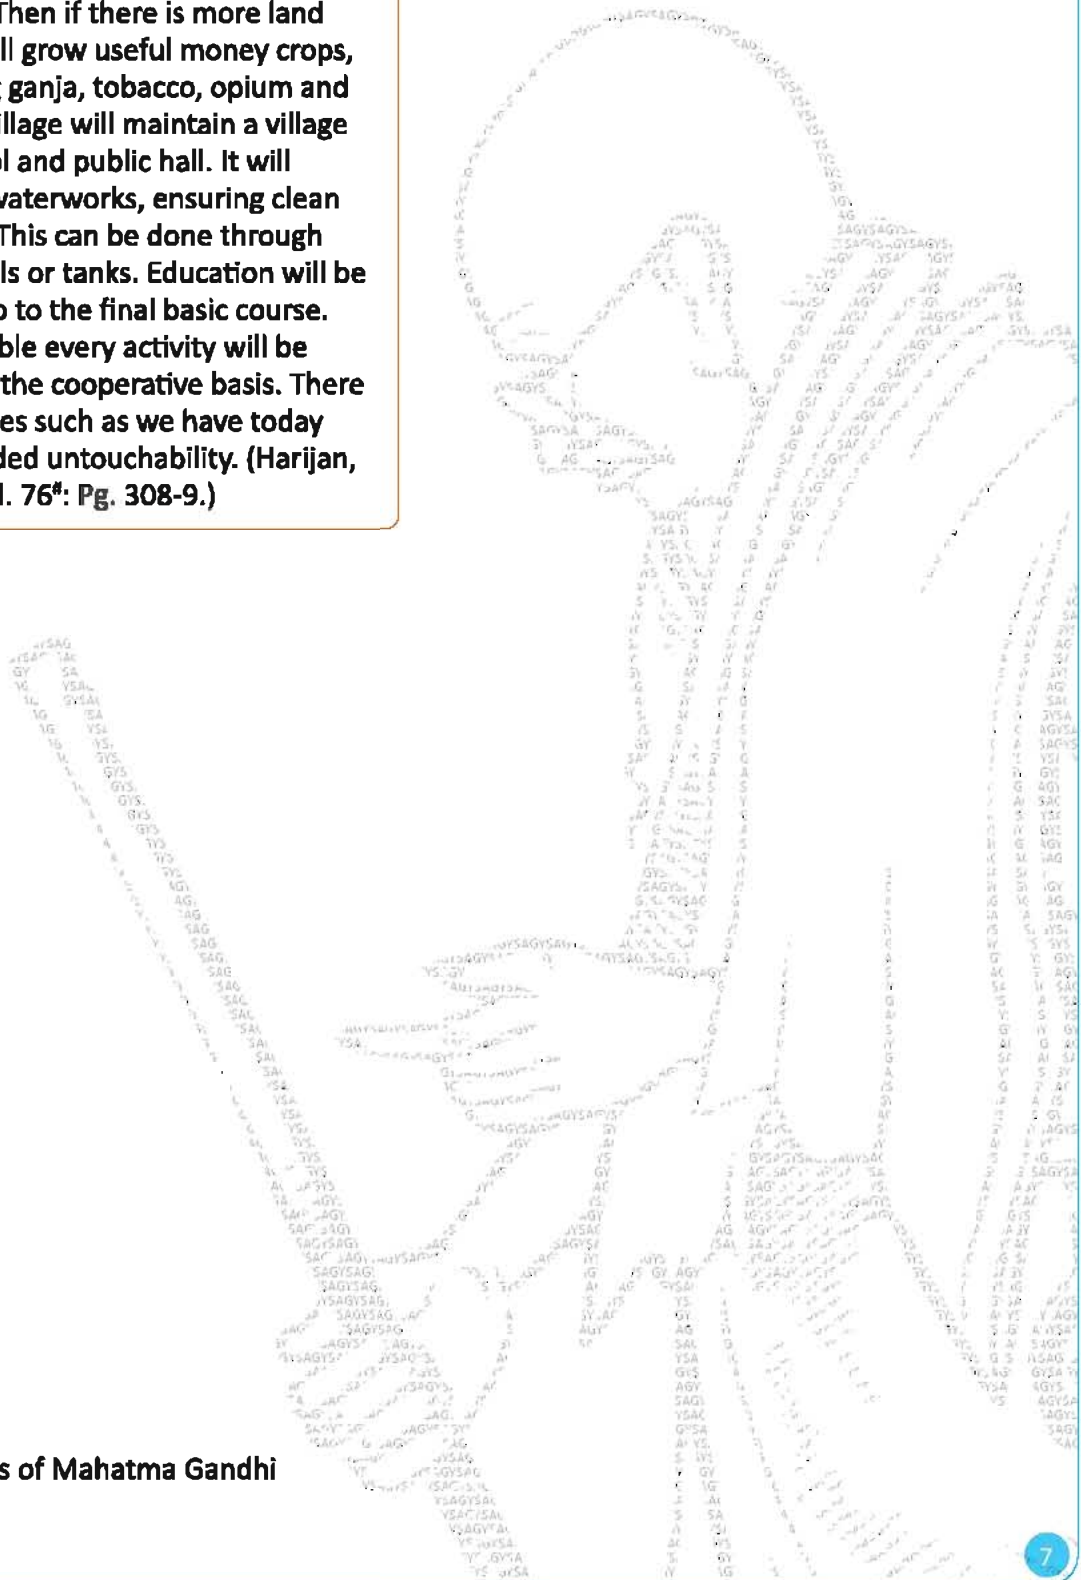 Then if there is more land
ll grow useful money crops,
ganja, tobacco, opium and
illage will maintain a village
l and public hall. It will
waterworks, ensuring clean
This can be done through
ls or tanks. Education will be
o to the final basic course.
ble every activity will be
the cooperative basis. There
es such as we have today
ded untouchability. (Harijan,
l. 76#: Pg. 308-9.)
s of Mahatma Gandhi
7